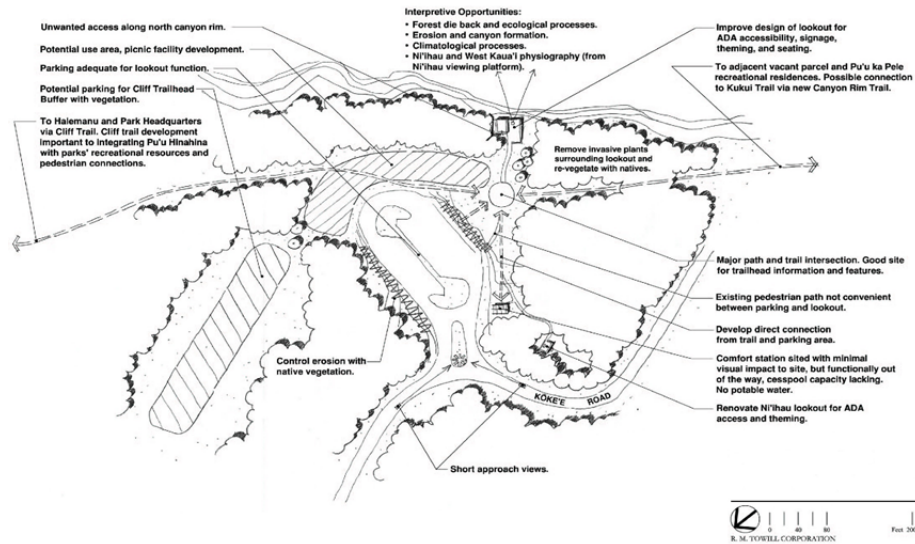 Unwanted access along north canyon rim.
Potential use area, picnic facility development.
Parking adequate for lookout function.
Potential parking for Cliff Trailhead
Buffer with vegetation.
To Halemanu and Park Headquarters
via Cliff Trail. Cliff trail development
important to integrating Pu'u Hinahina
with parks' recreational resources and
pedestrian connections.
Interpretive Opportunities:
• Forest die back and ecological processes.
• Erosion and canyon formation.
• Climatological processes.
• Ni'ihau and West Kaua'i physiography (from
Ni'ihau viewing platform).
Improve design of lookout for
ADA accessibility, signage,
theming, and seating.
To adjacent vacant parcel and Pu'u ka Pele
recreational residences. Possible connection
to Kukui Trail via new Canyon Rim Trail.
Remove invasive plants
surrounding lookout and
re-vegetate with natives.
Major path and trail intersection. Good site
for trailhead information and features.
Existing pedestrian path not convenient
between parking and lookout.
Develop direct connection
from trail and parking area.
Comfort station sited with minimal
visual impact to site, but functionally out
of the way, cesspool capacity lacking.
No potable water.
Renovate Ni'ihau lookout for ADA
access and theming.
Control erosion with
native vegetation.
KŌKE'E ROAD
Short approach views.
0 40 80 Feet 200
R. M. TOWILL CORPORATION